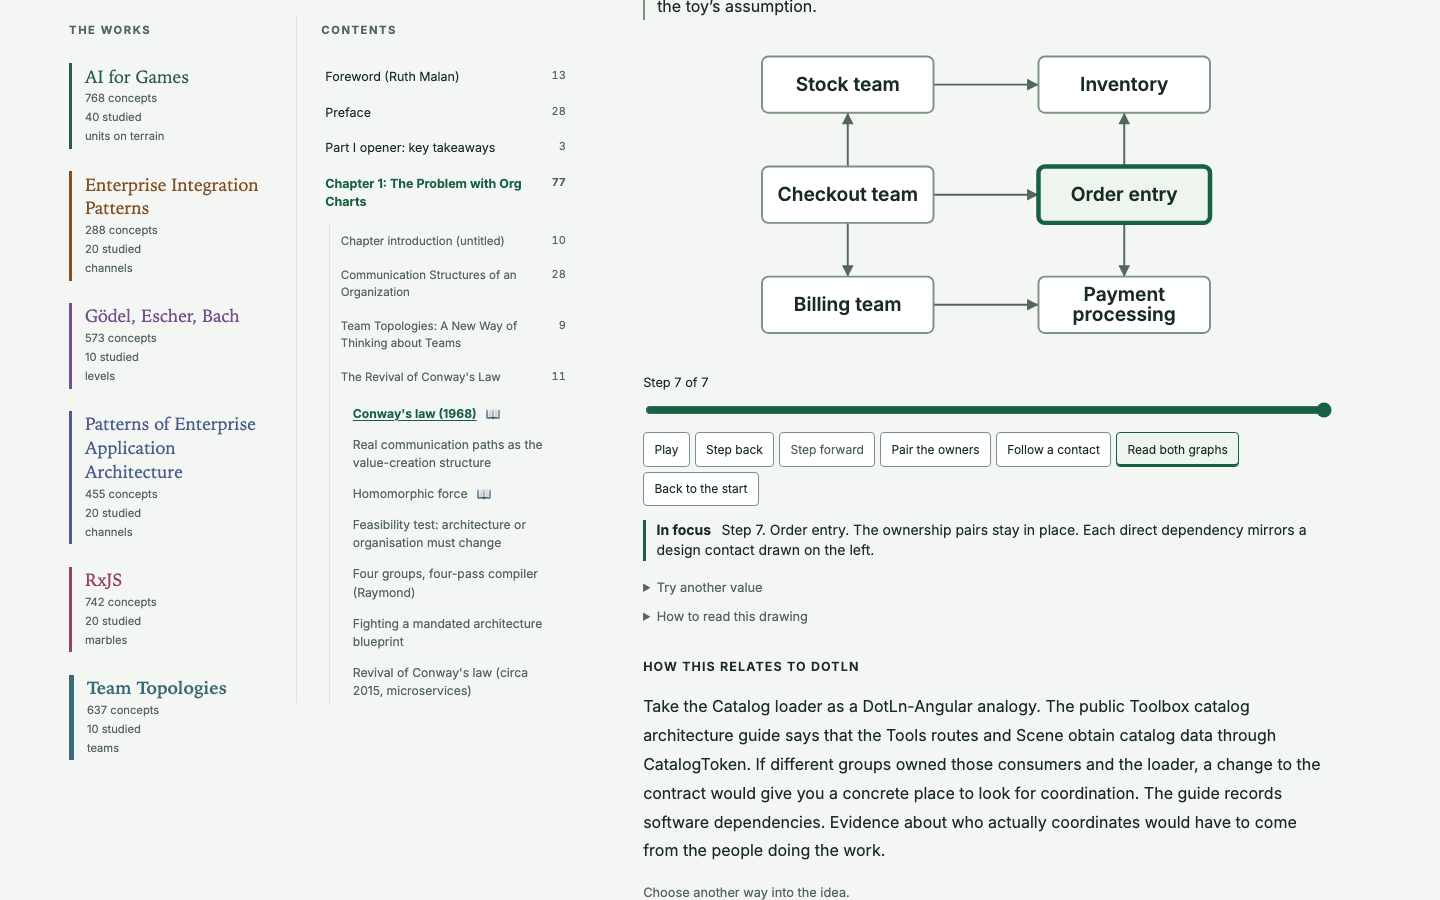 the toy’s assumption.
THE WORKS
AI for Games
768 concepts
40 studied
units on terrain
Enterprise Integration
Patterns
288 concepts
20 studied
channels
Gödel, Escher, Bach
573 concepts
10 studied
levels
Patterns of Enterprise
Application
Architecture
455 concepts
20 studied
channels
RxJS
742 concepts
20 studied
marbles
Team Topologies
637 concepts
10 studied
teams
CONTENTS
Foreword (Ruth Malan) 13
Preface 28
Part I opener: key takeaways 3
Chapter 1: The Problem with Org 77
Charts
Chapter introduction (untitled) 10
Communication Structures of an 28
Organization
Team Topologies: A New Way of 9
Thinking about Teams
The Revival of Conway's Law 11
Conway's law (1968)
Real communication paths as the
value-creation structure
Homomorphic force
Feasibility test: architecture or
organisation must change
Four groups, four-pass compiler
(Raymond)
Fighting a mandated architecture
blueprint
Revival of Conway's law (circa
2015, microservices)
Stock team
Inventory
Checkout team
Order entry
Billing team
Payment
processing
Step 7 of 7
Play
Step back
Step forward
Pair the owners
Follow a contact
Read both graphs
Back to the start
In focus Step 7. Order entry. The ownership pairs stay in place. Each direct dependency mirrors a
design contact drawn on the left.
Try another value
How to read this drawing
HOW THIS RELATES TO DOTLN
Take the Catalog loader as a DotLn-Angular analogy. The public Toolbox catalog
architecture guide says that the Tools routes and Scene obtain catalog data through
CatalogToken. If different groups owned those consumers and the loader, a change to the
contract would give you a concrete place to look for coordination. The guide records
software dependencies. Evidence about who actually coordinates would have to come
from the people doing the work.
Choose another way into the idea.